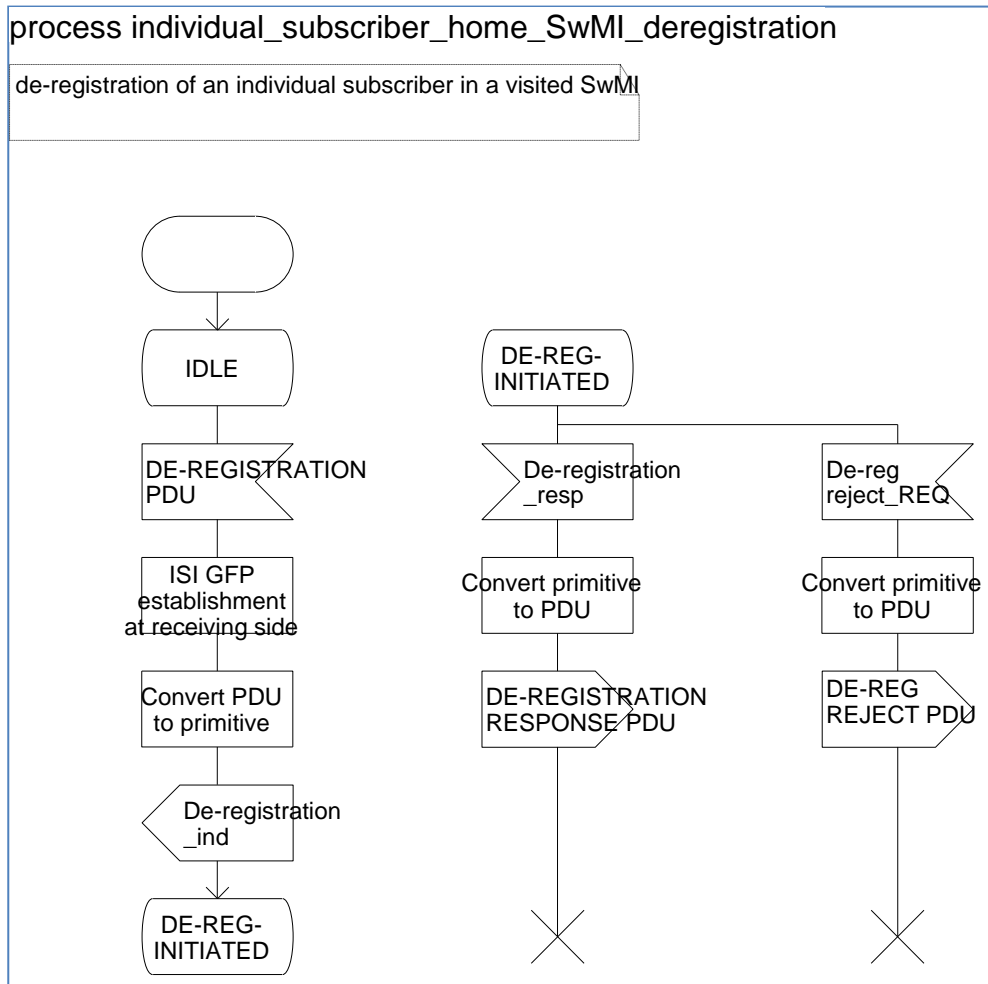 process individual_subscriber_home_SwMI_deregistration
de-registration of an individual subscriber in a visited SwMI
IDLE
DE-REGISTRATION
PDU
ISI GFP
establishment
at receiving side
Convert PDU
to primitive
De-registration
_ind
DE-REG-
INITIATED
DE-REG-
INITIATED
De-registration
_resp
Convert primitive
to PDU
DE-REGISTRATION
RESPONSE PDU
De-reg
reject_REQ
Convert primitive
to PDU
DE-REG
REJECT PDU